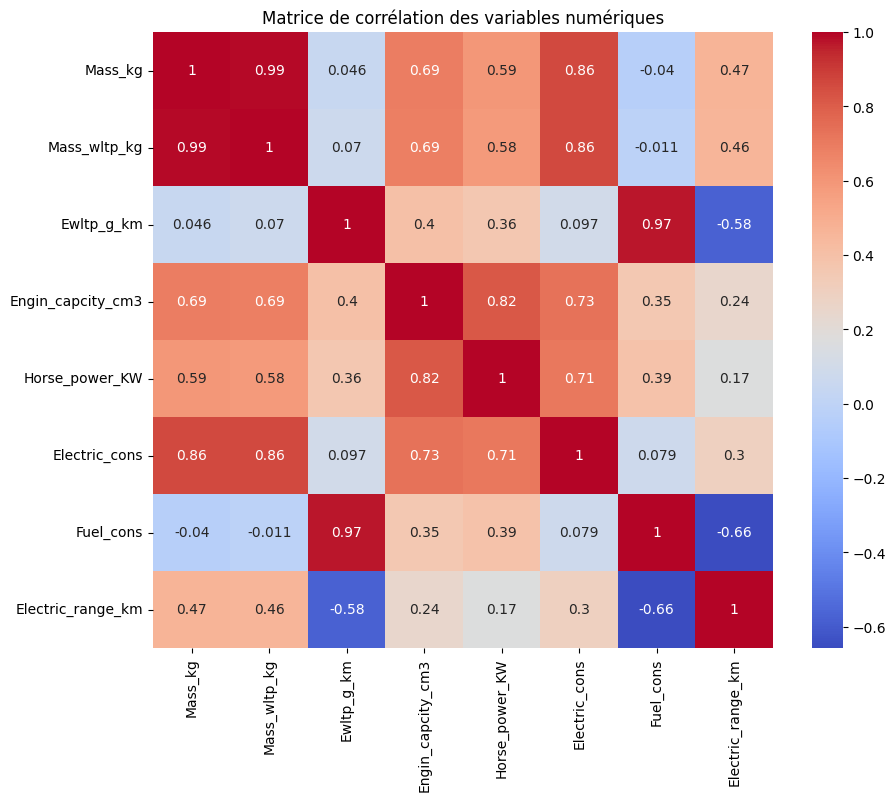 Matrice de corrélation des variables numériques
Mass_kg 1 0.99 0.046 0.69 0.59 0.86 -0.04 0.47
Mass_wltp_kg 0.99 1 0.07 0.69 0.58 0.86 -0.011 0.46
Ewltp_g_km 0.046 0.07 1 0.4 0.36 0.097 0.97 -0.58
Engin_capcity_cm3 0.69 0.69 0.4 1 0.82 0.73 0.35 0.24
Horse_power_KW 0.59 0.58 0.36 0.82 1 0.71 0.39 0.17
Electric_cons 0.86 0.86 0.097 0.73 0.71 1 0.079 0.3
Fuel_cons -0.04 -0.011 0.97 0.35 0.39 0.079 1 -0.66
Electric_range_km 0.47 0.46 -0.58 0.24 0.17 0.3 -0.66 1
Mass_kg
Mass_wltp_kg
Ewltp_g_km
Engin_capcity_cm3
Horse_power_KW
Electric_cons
Fuel_cons
Electric_range_km
1.0
0.8
0.6
0.4
0.2
0.0
−0.2
−0.4
−0.6